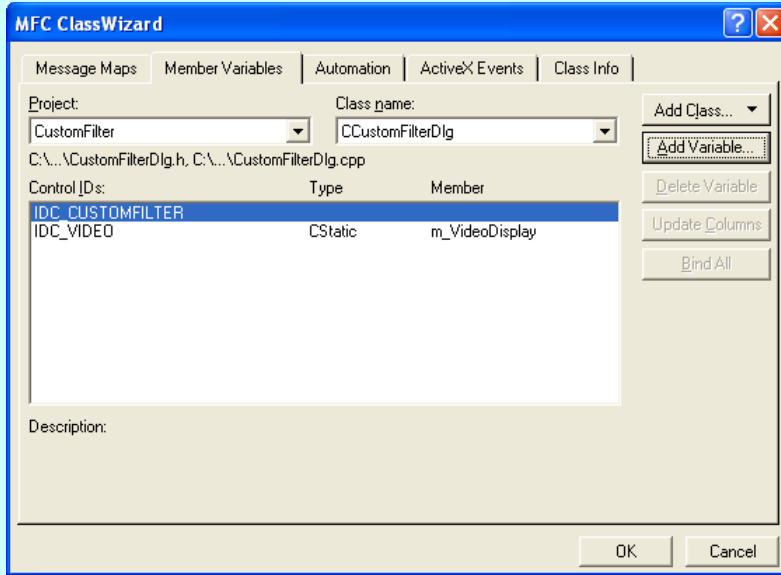 MFC ClassWizard
Message Maps Member Variables Automation ActiveX Events Class Info
Project: Class name: Add Class...
CustomFilter CCustomFilterDlg Add Variable...
C:\...\CustomFilterDlg.h, C:\...\CustomFilterDlg.cpp
Control IDs: Type Member Delete Variable
IDC_CUSTOMFILTER Update Columns
IDC_VIDEO CStatic m_VideoDisplay
Bind All
Description:
OK Cancel